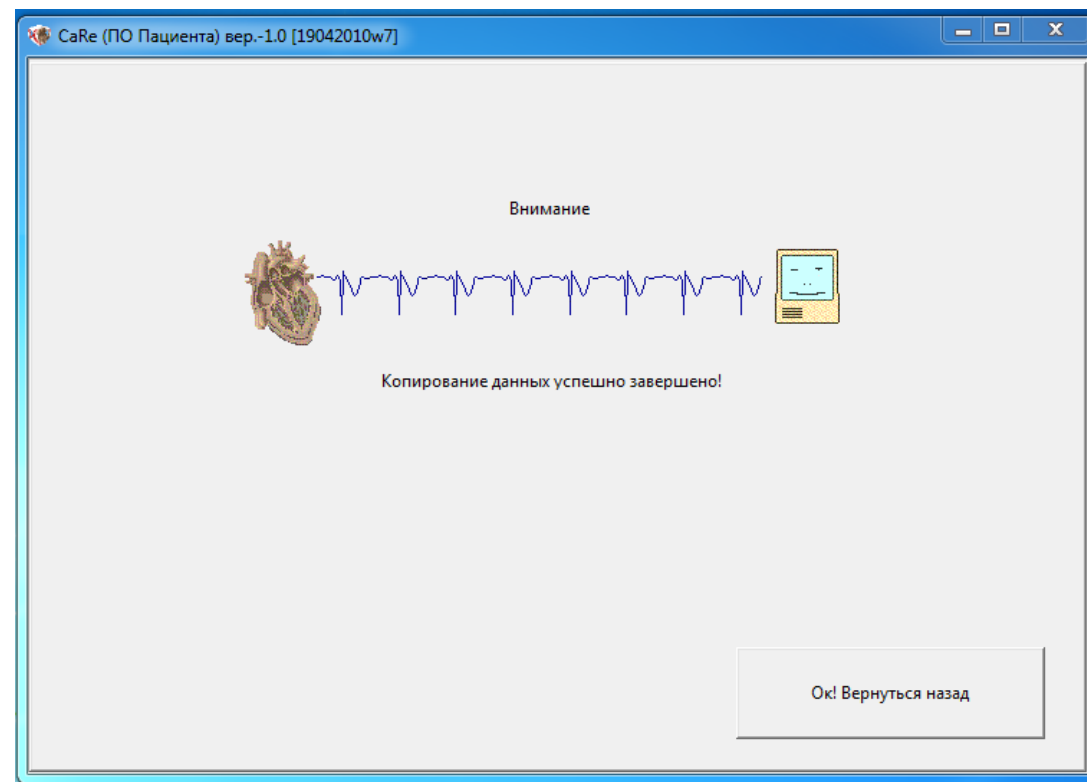 CaRe (ПО Пациента) вер.-1.0 [19042010w7]
Внимание
Копирование данных успешно завершено!
Ок! Вернуться назад